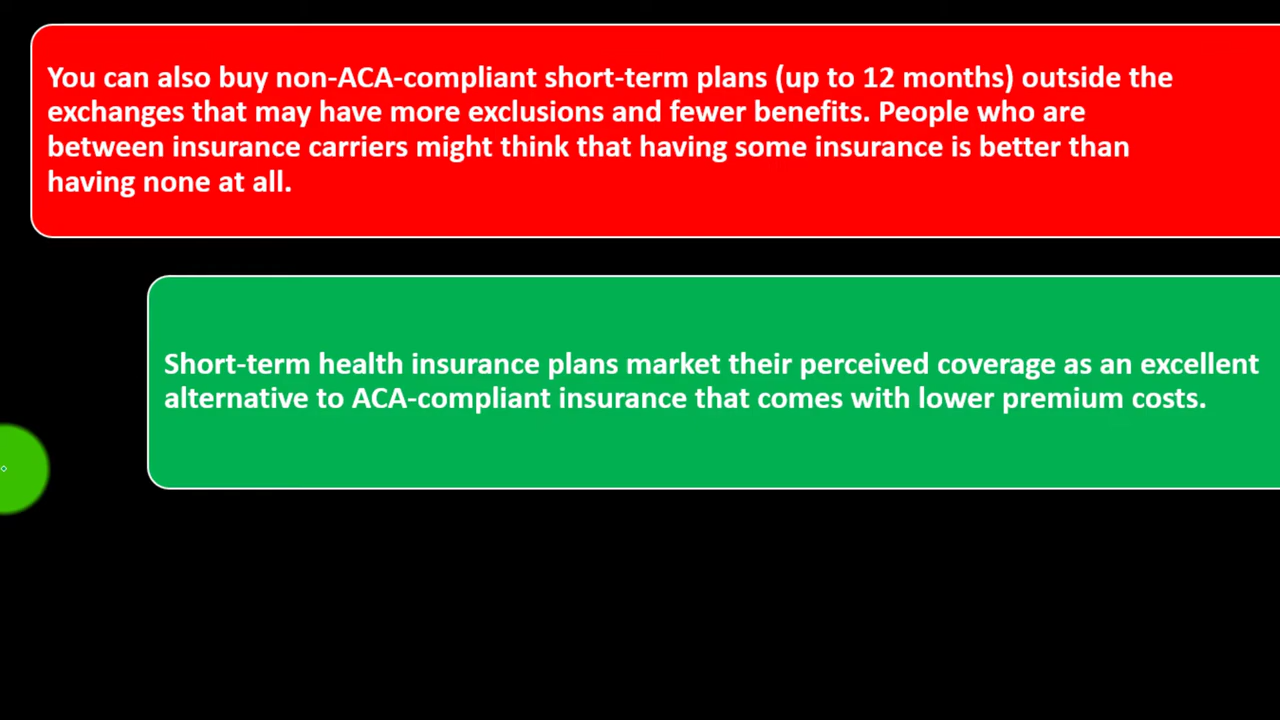 You can also buy non-ACA-compliant short-term plans (up to 12 months) outside the
exchanges that may have more exclusions and fewer benefits. People who are
between insurance carriers might think that having some insurance is better than
having none at all.
Short-term health insurance plans market their perceived coverage as an excellent
alternative to ACA-compliant insurance that comes with lower premium costs.